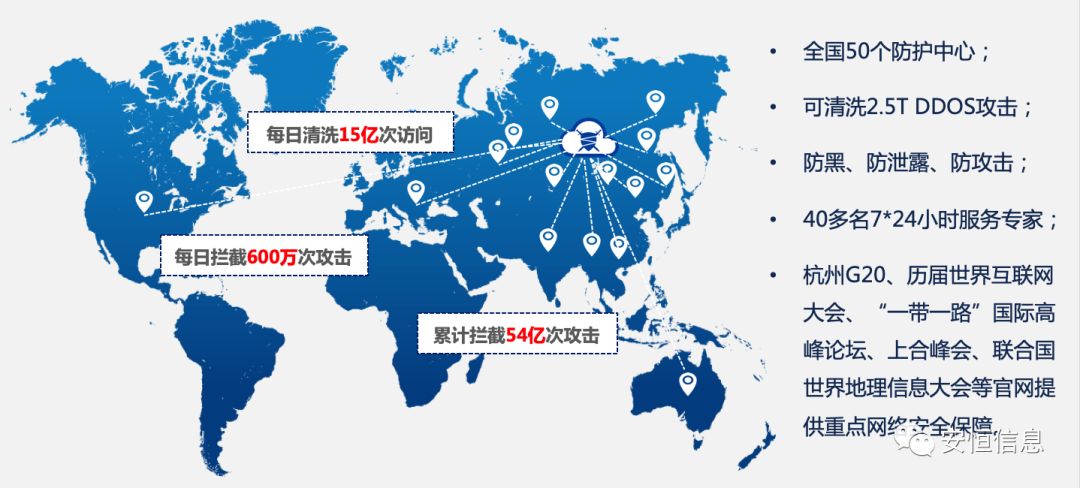 每日清洗15亿次访问
每日拦截600万次攻击
累计拦截54亿次攻击
• 全国50个防护中心；
• 可清洗2.5T DDOS攻击；
• 防黑、防泄露、防攻击；
• 40多名7*24小时服务专家；
• 杭州G20、历届世界互联网
大会、“一带一路”国际高
峰论坛、上合峰会、联合国
世界地理信息大会等官网提
供重点网络安全保障。
安恒信息